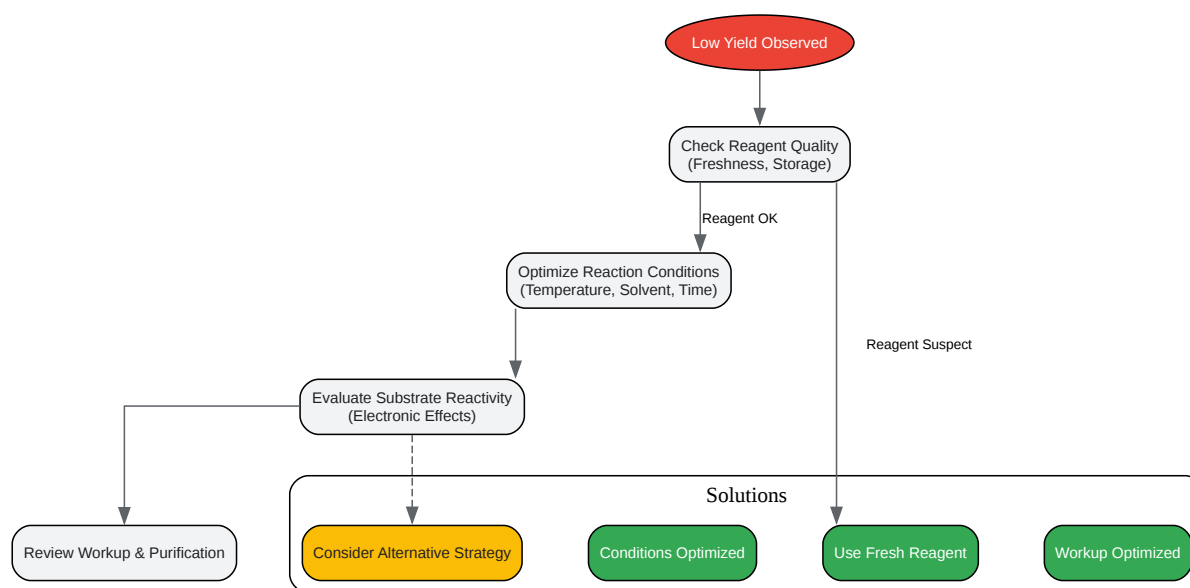 Low Yield Observed
Check Reagent Quality
(Freshness, Storage)
Reagent OK
Optimize Reaction Conditions
(Temperature, Solvent, Time)
Reagent Suspect
Evaluate Substrate Reactivity
(Electronic Effects)
Solutions
Review Workup & Purification
Consider Alternative Strategy
Conditions Optimized
Use Fresh Reagent
Workup Optimized